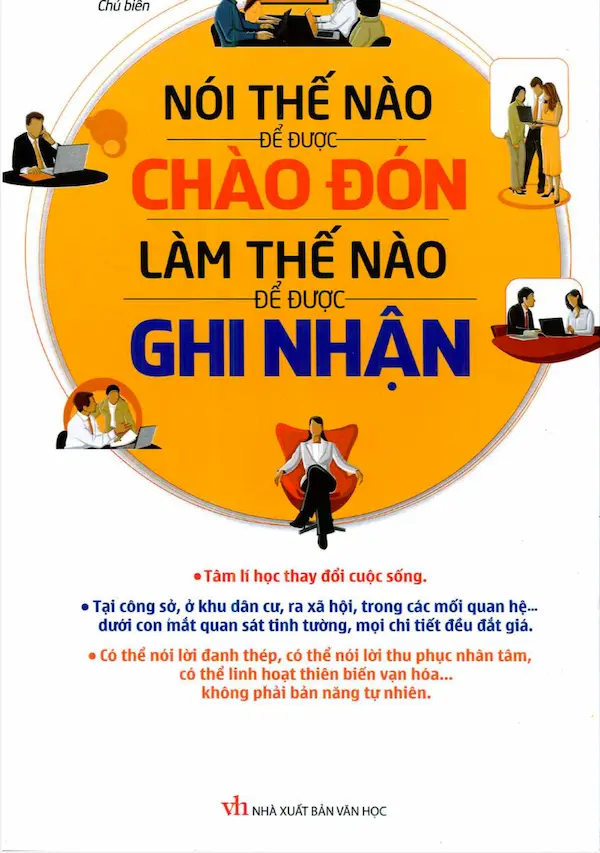 Chủ biên
NÓI THẾ NÀO
ĐỂ ĐƯỢC
CHÀO ĐÓN
LÀM THẾ NÀO
ĐỂ ĐƯỢC
GHI NHẬN
• Tâm lí học thay đổi cuộc sống.
• Tại công sở, ở khu dân cư, ra xã hội, trong các mối quan hệ...
dưới con mắt quan sát tinh tường, mọi chi tiết đều đắt giá.
• Có thể nói lời đanh thép, có thể nói lời thu phục nhân tâm,
có thể linh hoạt thiên biến vạn hóa...
không phải bản năng tự nhiên.
vh NHÀ XUẤT BẢN VĂN HỌC